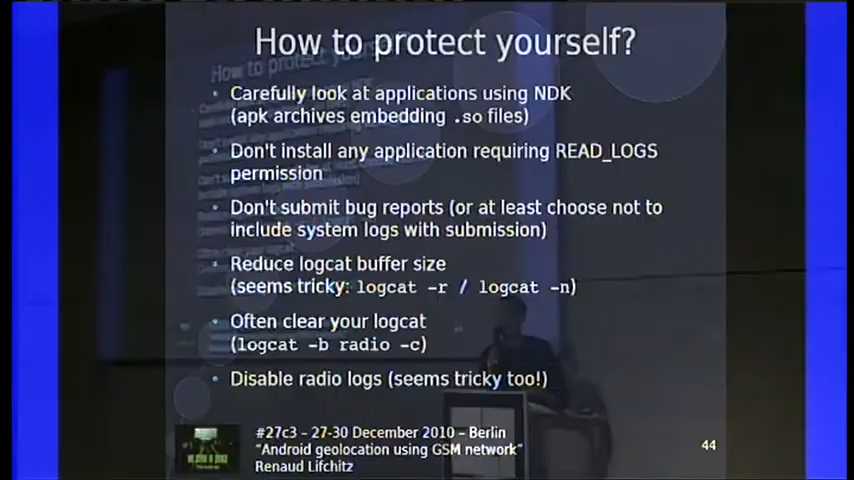 How to protect yourself?
Carefully look at applications using NDK
(apk archives embedding .so files)
Don't install any application requiring READ_LOGS
permission
Don't submit bug reports (or at least choose not to
include system logs with submission)
Reduce logcat buffer size
(seems tricky: logcat -r / logcat -n)
Often clear your logcat
(logcat -b radio -c)
Disable radio logs (seems tricky too!)
#27c3 – 27-30 December 2010 – Berlin
"Android geolocation using GSM network"
Renaud Lifchitz
44